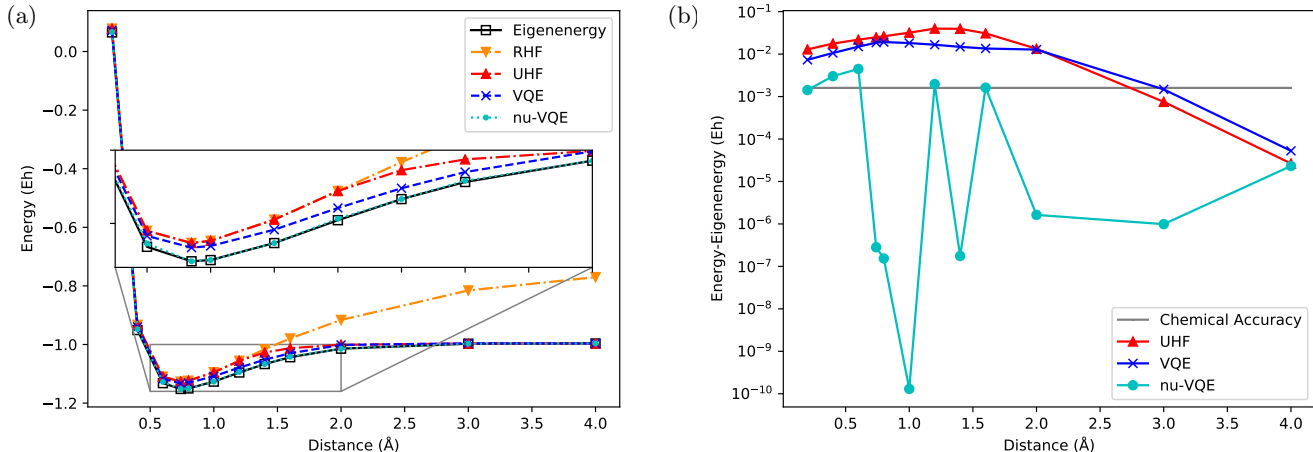 (a)
Energy (Eh)
0.0
−0.2
−0.4
−0.6
−0.8
−1.0
−1.2
Eigenenergy
RHF
UHF
VQE
nu-VQE
0.5 1.0 1.5 2.0 2.5 3.0 3.5 4.0
Distance (Å)
(b)
Energy-Eigenenergy (Eh)
10⁻¹
10⁻²
10⁻³
10⁻⁴
10⁻⁵
10⁻⁶
10⁻⁷
10⁻⁸
10⁻⁹
10⁻¹⁰
Chemical Accuracy
UHF
VQE
nu-VQE
0.5 1.0 1.5 2.0 2.5 3.0 3.5 4.0
Distance (Å)